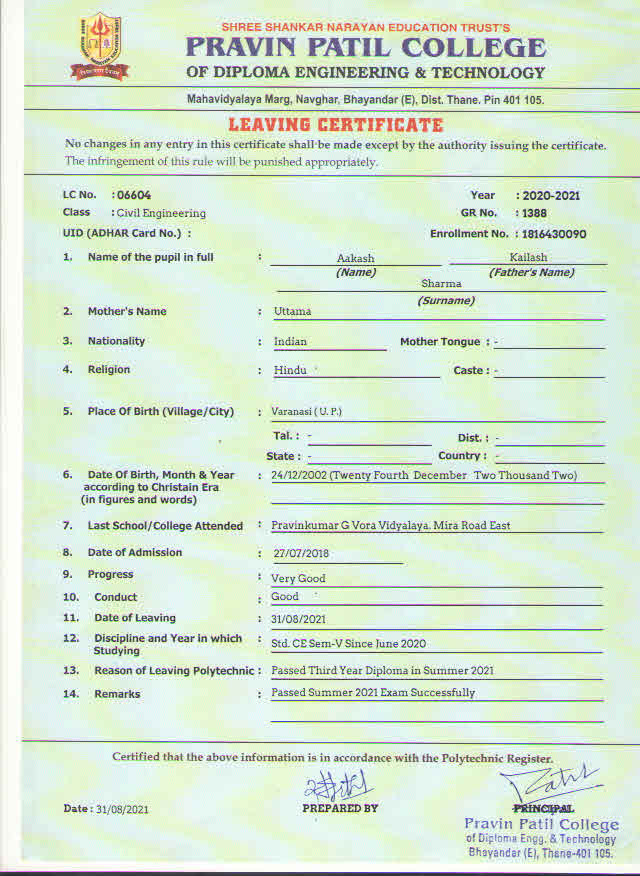 SHREE SHANKAR NARAYAN EDUCATION TRUST'S
PRAVIN PATIL COLLEGE
OF DIPLOMA ENGINEERING & TECHNOLOGY
Mahavidyalaya Marg, Navghar, Bhayandar (E), Dist. Thane. Pin 401 105.
LEAVING CERTIFICATE
No changes in any entry in this certificate shall be made except by the authority issuing the certificate.
The infringement of this rule will be punished appropriately.
LC No. : 06604 Year : 2020-2021
Class : Civil Engineering GR No. : 1388
UID (ADHAR Card No.) : Enrollment No. : 1816430090
1. Name of the pupil in full : Aakash Kailash
(Name) (Father's Name)
Sharma
(Surname)
2. Mother's Name : Uttama
3. Nationality : Indian Mother Tongue : -
4. Religion : Hindu Caste : -
5. Place Of Birth (Village/City) : Varanasi ( U. P.)
Tal. : - Dist. : -
State : - Country : -
6. Date Of Birth, Month & Year : 24/12/2002 (Twenty Fourth December Two Thousand Two)
according to Christain Era
(in figures and words)
7. Last School/College Attended : Pravinkumar G Vora Vidyalaya. Mira Road East
8. Date of Admission : 27/07/2018
9. Progress : Very Good
10. Conduct : Good
11. Date of Leaving : 31/08/2021
12. Discipline and Year in which : Std. CE Sem-V Since June 2020
Studying
13. Reason of Leaving Polytechnic : Passed Third Year Diploma in Summer 2021
14. Remarks : Passed Summer 2021 Exam Successfully
Certified that the above information is in accordance with the Polytechnic Register.
Date : 31/08/2021 PREPARED BY PRINCIPAL
Pravin Patil College
of Diploma Engg. & Technology
Bhayandar (E), Thane-401 105.